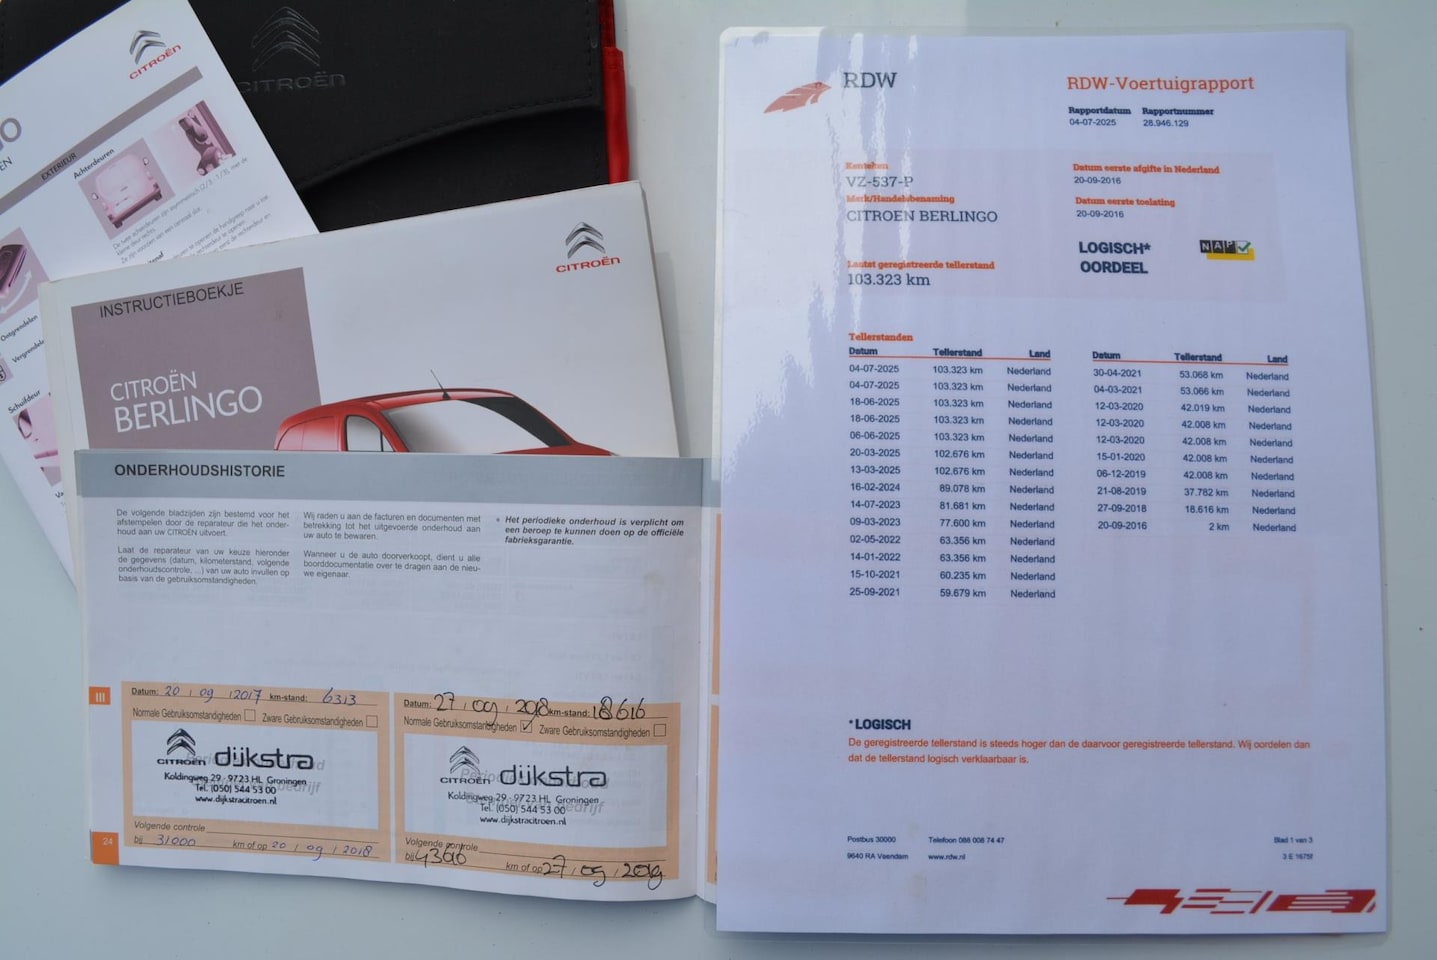 CITROËN
CITROËN
EXTERIEUR
Achterdeuren
Ontgrendelen
Schuifdeur
CITROËN
INSTRUCTIEBOEKJE
CITROËN
BERLINGO
ONDERHOUDSHISTORIE
De volgende bladzijden zijn bestemd voor het
afstempelen door de reparateur die het onder-
houd aan uw CITROËN uitvoert.
Laat de reparateur van uw keuze hieronder
de gegevens (datum, kilometerstand, volgende
onderhoudscontrole, ...) van uw auto invullen op
basis van de gebruiksomstandigheden.
Wij raden u aan de facturen en documenten met
betrekking tot het uitgevoerde onderhoud aan
uw auto te bewaren.
Wanneer u de auto doorverkoopt, dient u alle
boorddocumentatie over te dragen aan de nieu-
we eigenaar.
* Het periodieke onderhoud is verplicht om
een beroep te kunnen doen op de officiële
fabrieksgarantie.
III
Datum: 20 / 09 / 2017 km-stand: 6313
Normale Gebruiksomstandigheden Zware Gebruiksomstandigheden
CITROËN dijkstra
Koldingweg 29 - 9723 HL Groningen
Tel. (050) 544 53 00
www.dijkstracitroen.nl
Volgende controle
bij 31000 km of op 20 / 09 / 2018
24
Datum: 27 / 09 / 2018 km-stand: 18616
Normale Gebruiksomstandigheden Zware Gebruiksomstandigheden
CITROËN dijkstra
Koldingweg 29 - 9723 HL Groningen
Tel. (050) 544 53 00
www.dijkstracitroen.nl
Volgende controle
bij km of op 27 / 09 / 2019
RDW
RDW-Voertuigrapport
Rapportdatum Rapportnummer
04-07-2025 28.946.129
Kenteken
VZ-537-P
Merk/Handelsbenaming
CITROEN BERLINGO
Laatst geregistreerde tellerstand
103.323 km
Datum eerste afgifte in Nederland
20-09-2016
Datum eerste toelating
20-09-2016
LOGISCH*
OORDEEL
NAP
Tellerstanden
Datum Tellerstand Land
04-07-2025 103.323 km Nederland
04-07-2025 103.323 km Nederland
18-06-2025 103.323 km Nederland
18-06-2025 103.323 km Nederland
06-06-2025 103.323 km Nederland
20-03-2025 102.676 km Nederland
13-03-2025 102.676 km Nederland
16-02-2024 89.078 km Nederland
14-07-2023 81.681 km Nederland
09-03-2023 77.600 km Nederland
02-05-2022 63.356 km Nederland
14-01-2022 63.356 km Nederland
15-10-2021 60.235 km Nederland
25-09-2021 59.679 km Nederland
Datum Tellerstand Land
30-04-2021 53.068 km Nederland
04-03-2021 53.066 km Nederland
12-03-2020 42.019 km Nederland
12-03-2020 42.008 km Nederland
12-03-2020 42.008 km Nederland
15-01-2020 42.008 km Nederland
06-12-2019 42.008 km Nederland
21-08-2019 37.782 km Nederland
27-09-2018 18.616 km Nederland
20-09-2016 2 km Nederland
*LOGISCH
De geregistreerde tellerstand is steeds hoger dan de daarvoor geregistreerde tellerstand. Wij oordelen dan
dat de tellerstand logisch verklaarbaar is.
Postbus 30000 Telefoon 088 008 74 47 Blad 1 van 3
9640 RA Veendam www.rdw.nl